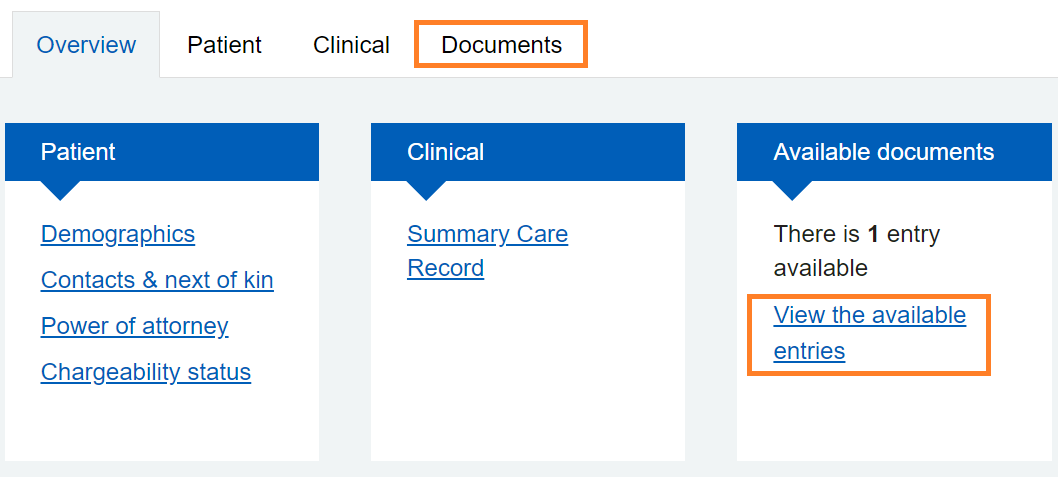 Overview Patient Clinical Documents
Patient
Demographics
Contacts & next of kin
Power of attorney
Chargeability status
Clinical
Summary Care
Record
Available documents
There is 1 entry
available
View the available
entries